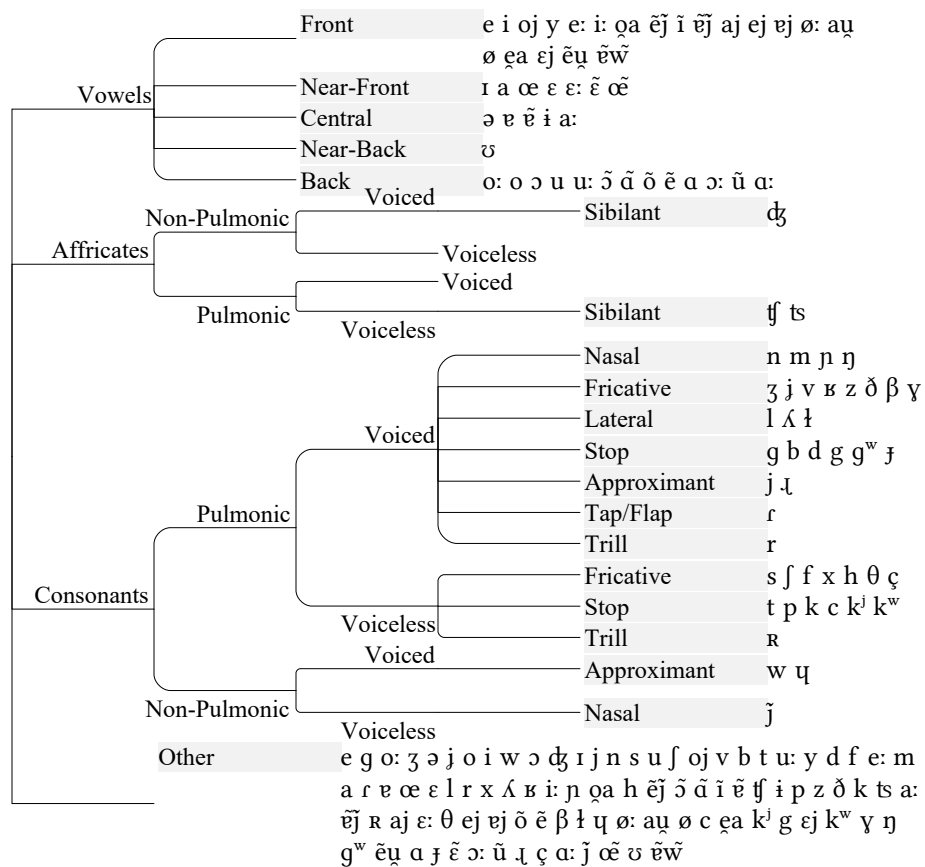 Front e i oj y eː iː o̯a ẽj̃ ĩ ɐ̃j̃ aj ej ɐj øː au̯
ø e̯a ɛj ẽu̯ ɐ̃w̃
Vowels Near-Front ɪ a œ ɛ ɛː ɛ̃ œ̃
Central ə ɐ ɐ̃ ɨ aː
Near-Back ʊ
Back oː o ɔ u uː ɔ̃ ɑ̃ õ ẽ ɑ ɔː ũ ɑː
Non-Pulmonic Voiced Sibilant ʤ
Affricates Voiceless
Voiced
Pulmonic Voiceless Sibilant ʧ ʦ
Nasal n m ɲ ŋ
Fricative ʒ ʝ v ʁ z ð β ɣ
Voiced Lateral l ʎ ɫ
Stop ɡ b d g ɡʷ ɟ
Approximant j ɻ
Pulmonic Tap/Flap ɾ
Trill r
Fricative s ʃ f x h θ ç
Consonants Voiceless Stop t p k c kʲ kʷ
Trill ʀ
Voiced Approximant w ɥ
Non-Pulmonic Voiceless Nasal j̃
Other e ɡ oː ʒ ə ʝ o i w ɔ ʤ ɪ j n s u ʃ oj v b t uː y d f eː m
a ɾ ɐ œ ɛ l r x ʎ ʁ iː ɲ o̯a h ẽj̃ ɔ̃ ɑ̃ ĩ ɐ̃ ʧ ɨ p z ð k ʦ aː
ɐ̃j̃ ʀ aj ɛː θ ej ɐj õ ẽ β ɫ ɥ øː au̯ ø c e̯a kʲ g ɛj kʷ ɣ ŋ
ɡʷ ẽu̯ ɑ ɟ ɛ̃ ɔː ũ ɻ ç ɑː j̃ œ̃ ʊ ɐ̃w̃